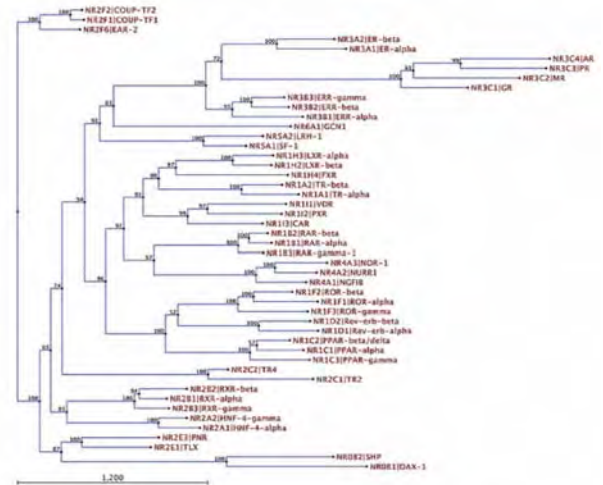 NR2F2|COUP-TF2
NR2F1|COUP-TF1
NR2F6|EAR-2
NR3A2|ER-beta
NR3A1|ER-alpha
NR3C4|AR
NR3C3|PR
NR3C2|MR
NR3C1|GR
NR3B3|ERR-gamma
NR3B2|ERR-beta
NR3B1|ERR-alpha
NR6A1|GCN1
NR5A2|LRH-1
NR5A1|SF-1
NR1H3|LXR-alpha
NR1H2|LXR-beta
NR1H4|FXR
NR1A2|TR-beta
NR1A1|TR-alpha
NR1I1|VDR
NR1I2|PXR
NR1I3|CAR
NR1B2|RAR-beta
NR1B1|RAR-alpha
NR1B3|RAR-gamma-1
NR4A3|NOR-1
NR4A2|NURR1
NR4A1|NGFIB
NR1F2|ROR-beta
NR1F1|ROR-alpha
NR1F3|ROR-gamma
NR1D2|Rev-erb-beta
NR1D1|Rev-erb-alpha
NR1C2|PPAR-beta/delta
NR1C1|PPAR-alpha
NR1C3|PPAR-gamma
NR2C2|TR4
NR2C1|TR2
NR2B2|RXR-beta
NR2B1|RXR-alpha
NR2B3|RXR-gamma
NR2A2|HNF-4-gamma
NR2A1|HNF-4-alpha
NR2E3|PNR
NR2E1|TLX
NR0B2|SHP
NR0B1|DAX-1
1,200